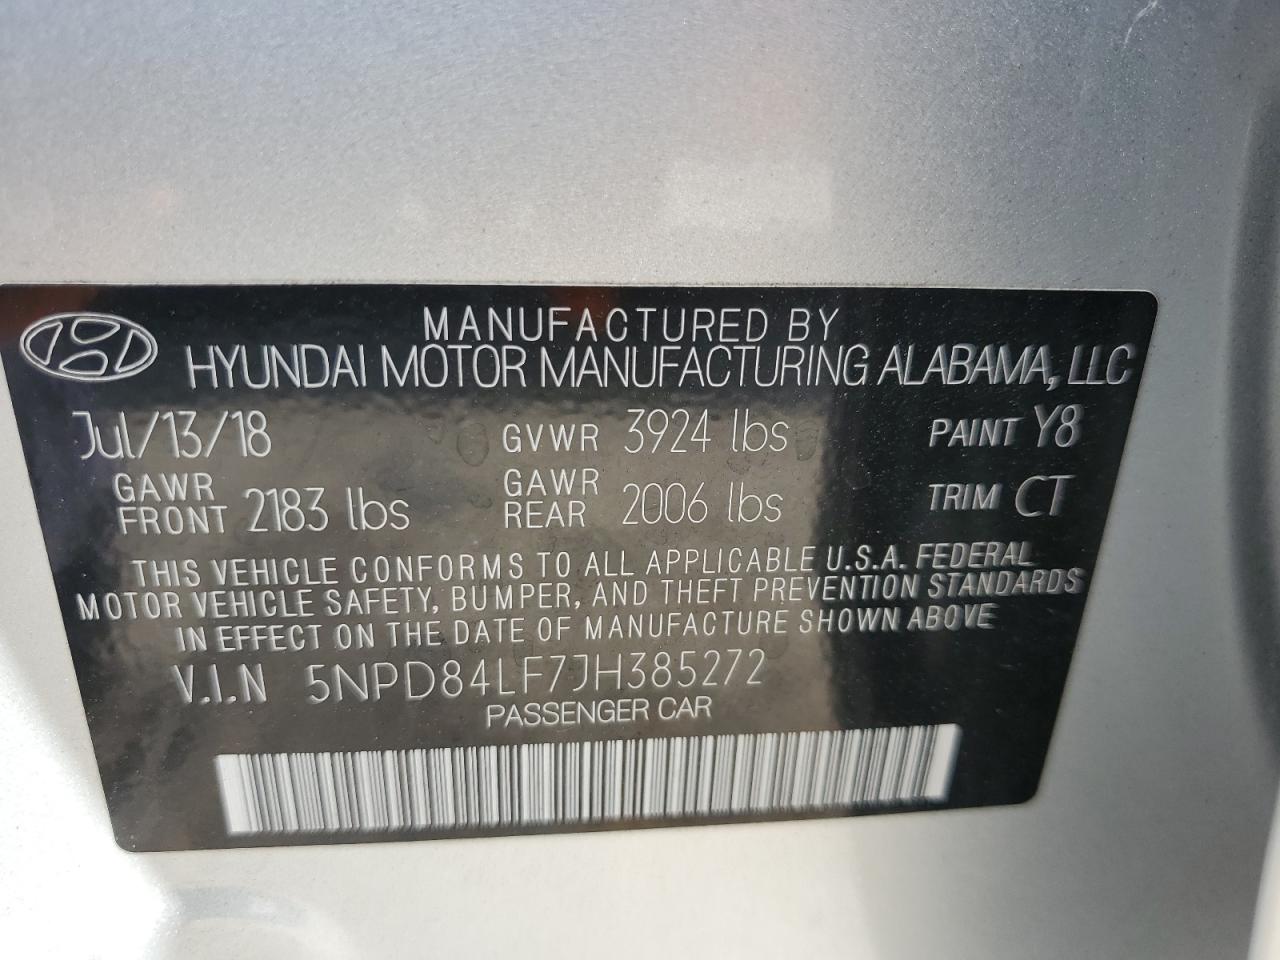 MANUFACTURED BY
HYUNDAI MOTOR MANUFACTURING ALABAMA, LLC
Jul/13/18 GVWR 3924 lbs PAINT Y8
GAWR FRONT 2183 lbs GAWR REAR 2006 lbs TRIM CT
THIS VEHICLE CONFORMS TO ALL APPLICABLE U.S.A. FEDERAL
MOTOR VEHICLE SAFETY, BUMPER, AND THEFT PREVENTION STANDARDS
IN EFFECT ON THE DATE OF MANUFACTURE SHOWN ABOVE
V.I.N 5NPD84LF7JH385272
PASSENGER CAR